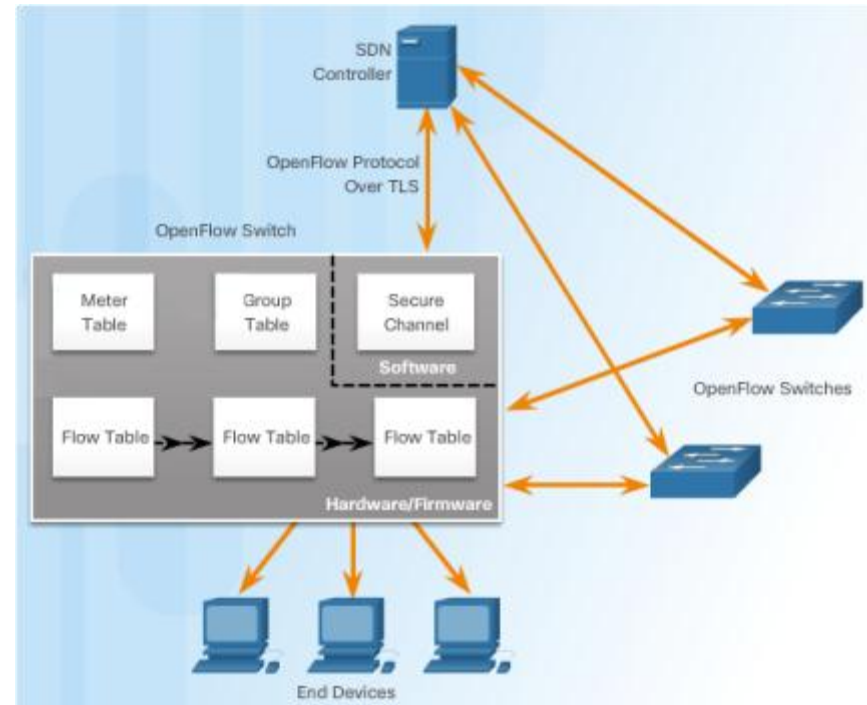 SDN
Controller
OpenFlow Protocol
Over TLS
OpenFlow Switch
Meter
Table
Group
Table
Secure
Channel
Software
Flow Table
Flow Table
Flow Table
Hardware/Firmware
OpenFlow Switches
End Devices